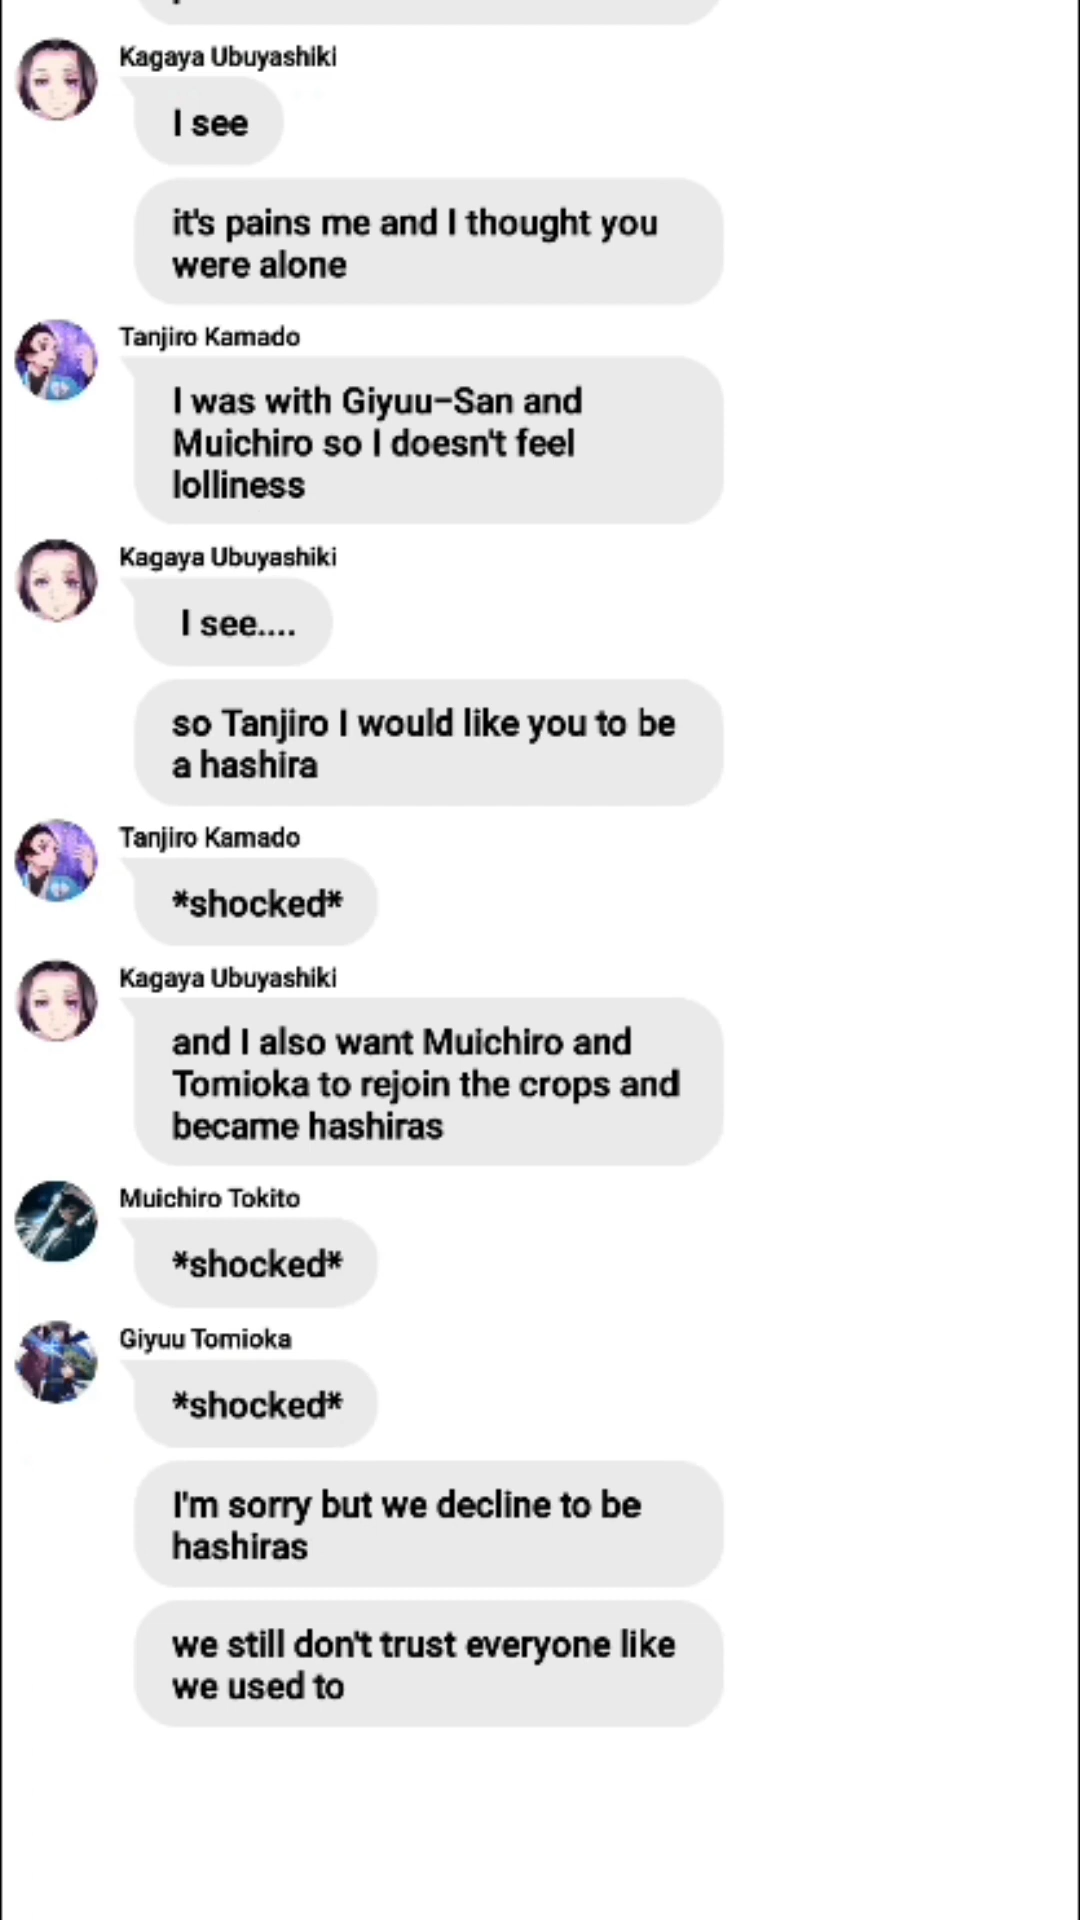 Kagaya Ubuyashiki
I see
it's pains me and I thought you
were alone
Tanjiro Kamado
I was with Giyuu-San and
Muichiro so I doesn't feel
lolliness
Kagaya Ubuyashiki
I see....
so Tanjiro I would like you to be
a hashira
Tanjiro Kamado
*shocked*
Kagaya Ubuyashiki
and I also want Muichiro and
Tomioka to rejoin the crops and
became hashiras
Muichiro Tokito
*shocked*
Giyuu Tomioka
*shocked*
I'm sorry but we decline to be
hashiras
we still don't trust everyone like
we used to